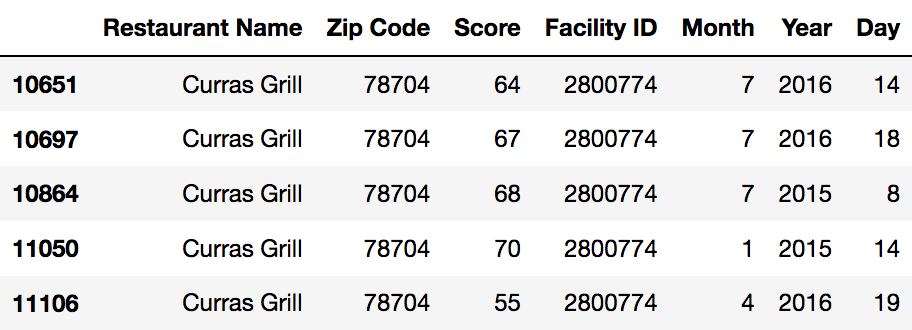 Restaurant Name Zip Code Score Facility ID Month Year Day
10651 Curras Grill 78704 64 2800774 7 2016 14
10697 Curras Grill 78704 67 2800774 7 2016 18
10864 Curras Grill 78704 68 2800774 7 2015 8
11050 Curras Grill 78704 70 2800774 1 2015 14
11106 Curras Grill 78704 55 2800774 4 2016 19